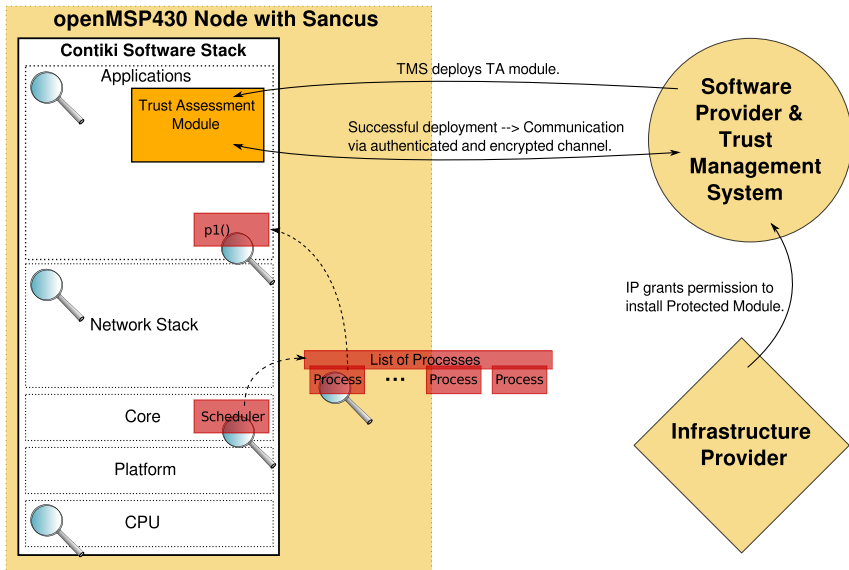 openMSP430 Node with Sancus
Contiki Software Stack
Applications
Trust Assessment
Module
p1()
Network Stack
Core
Scheduler
Platform
CPU
List of Processes
Process
...
Process
Process
TMS deploys TA module.
Successful deployment --> Communication
via authenticated and encrypted channel.
Software
Provider &
Trust
Management
System
IP grants permission to
install Protected Module.
Infrastructure
Provider